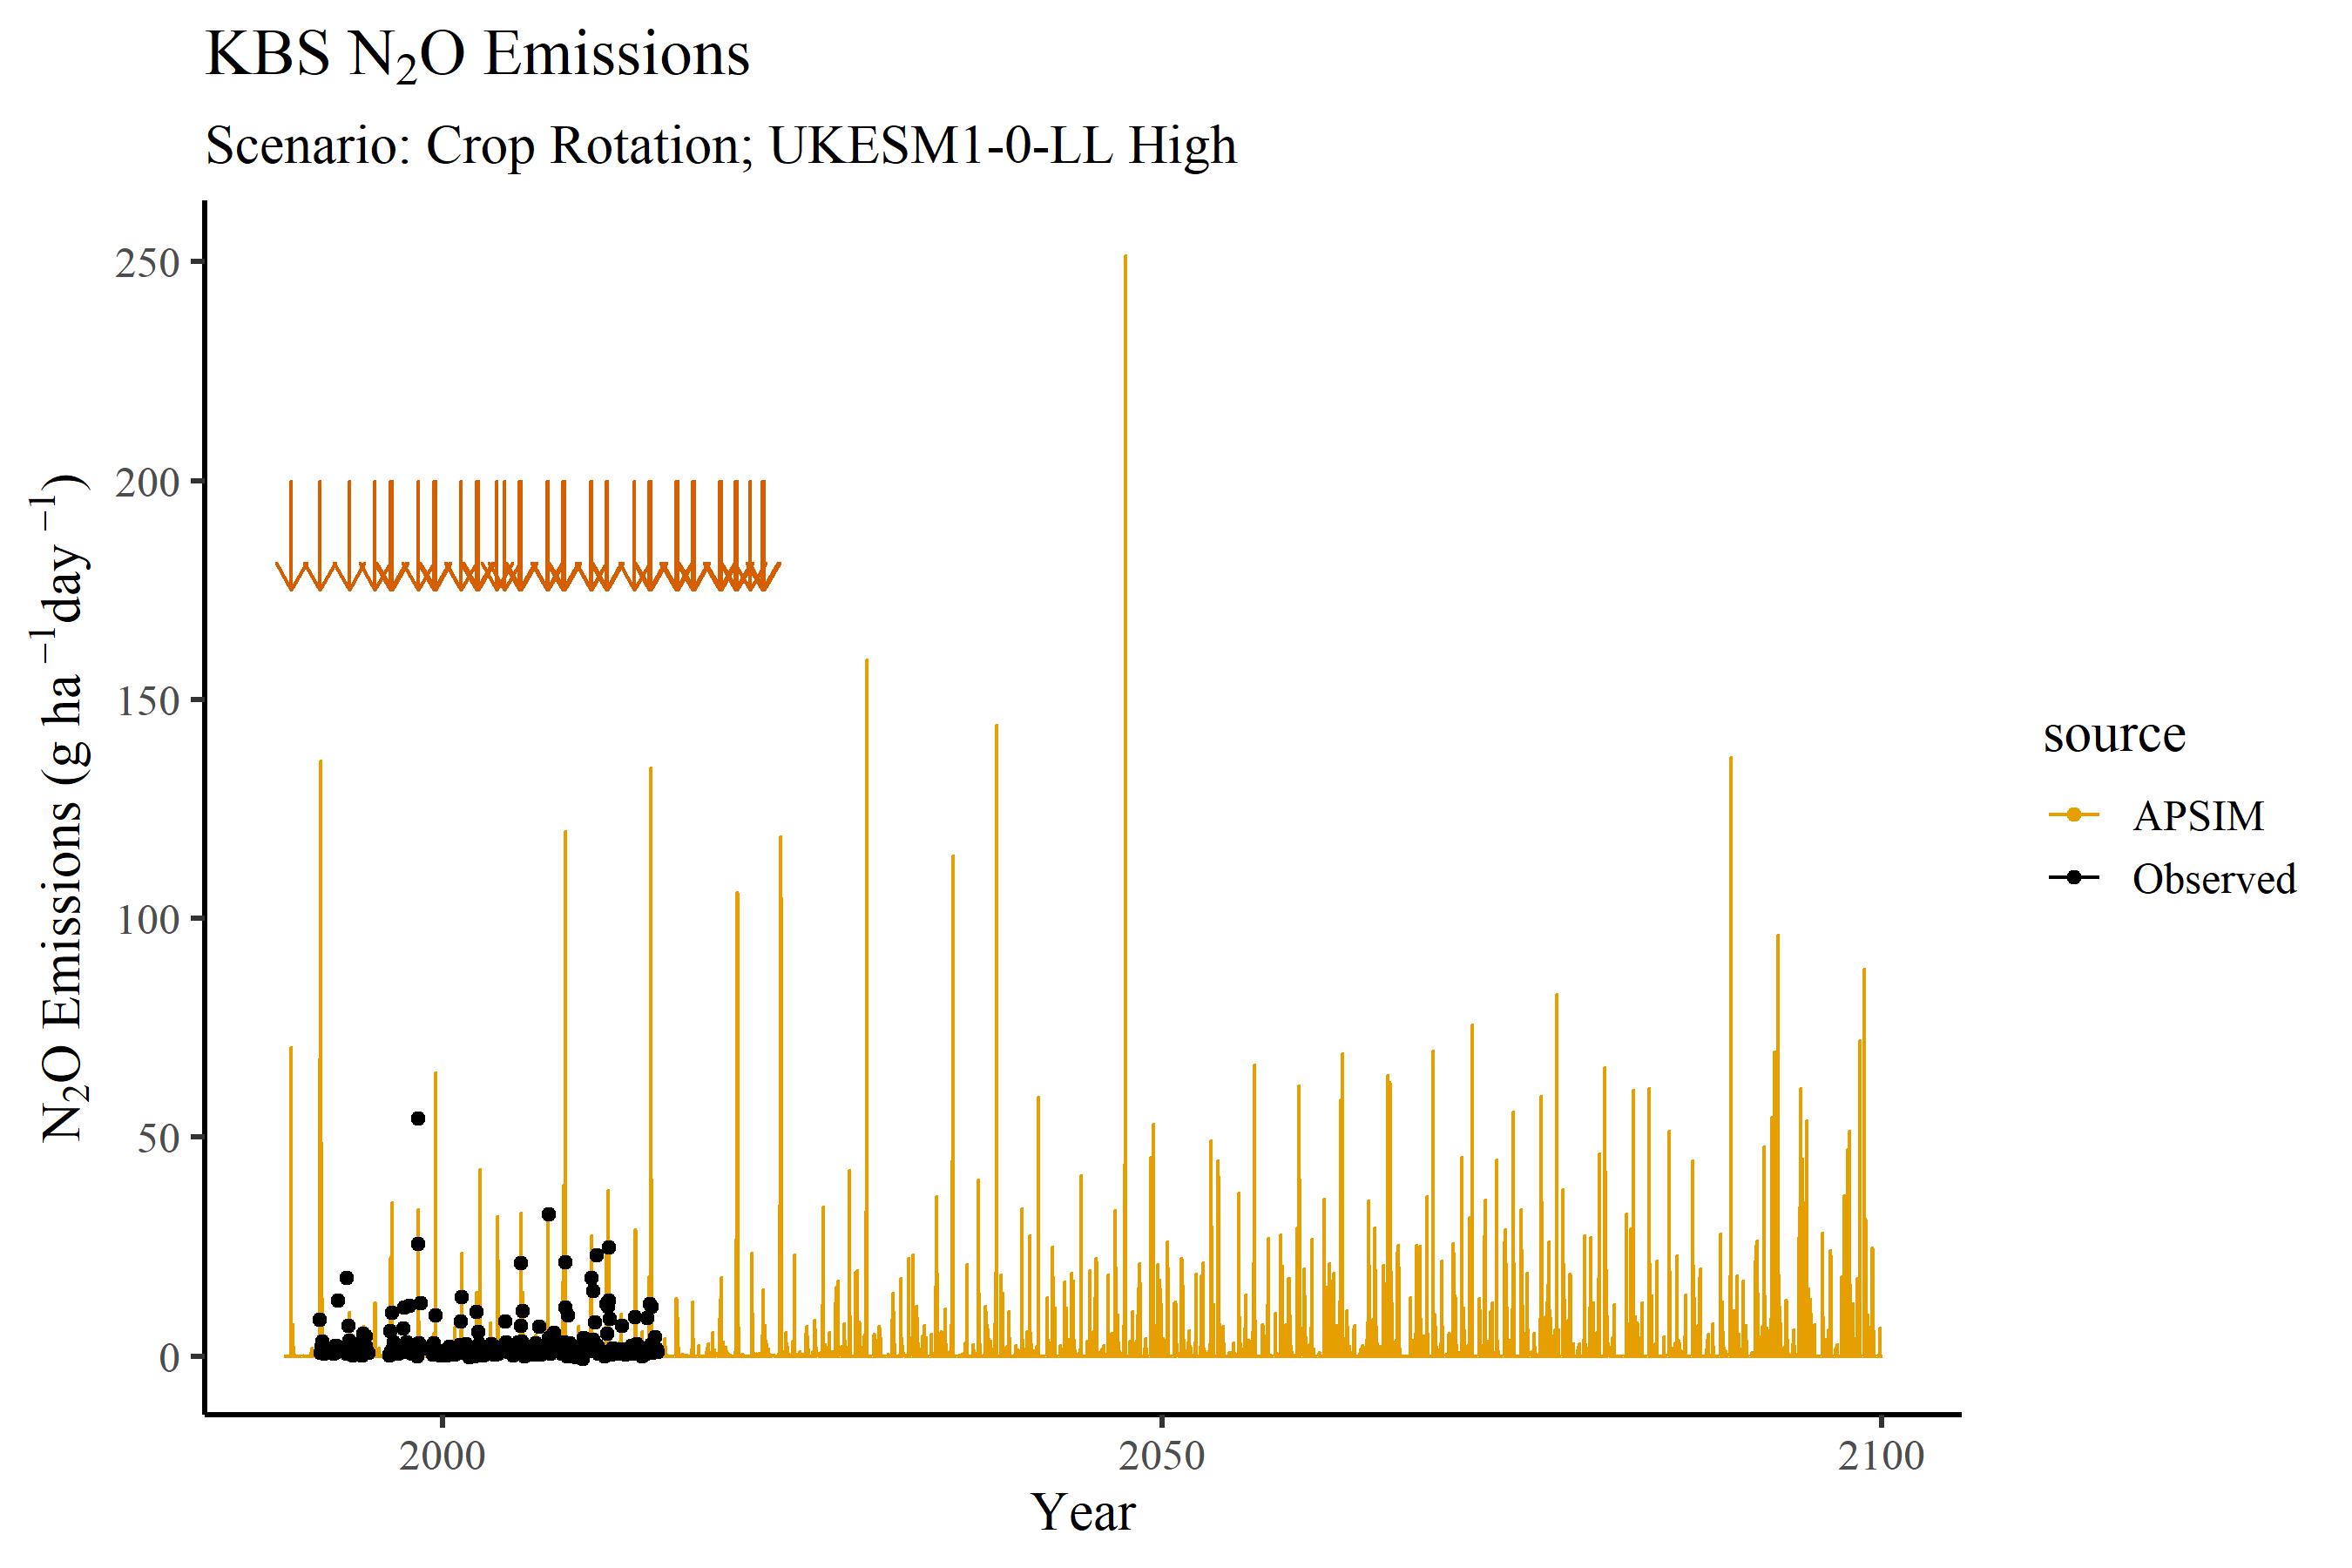 KBS N₂O Emissions
Scenario: Crop Rotation; UKESM1-0-LL High
N₂O Emissions (g ha⁻¹day⁻¹)
250
200
150
100
50
0
2000
2050
2100
Year
source
APSIM
Observed